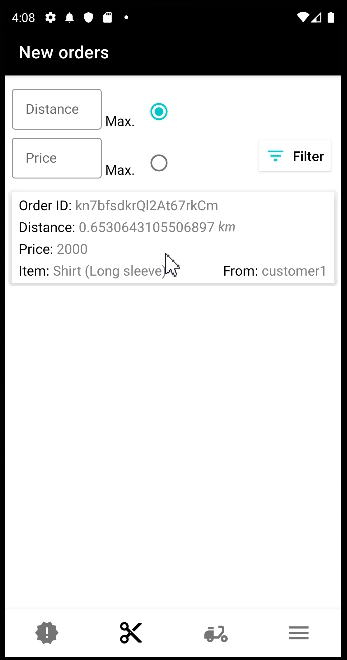 4:08
New orders
Distance Max.
Price Max. Filter
Order ID: kn7bfsdkrQl2At67rkCm
Distance: 0.6530643105506897 km
Price: 2000
Item: Shirt (Long sleeve) From: customer1